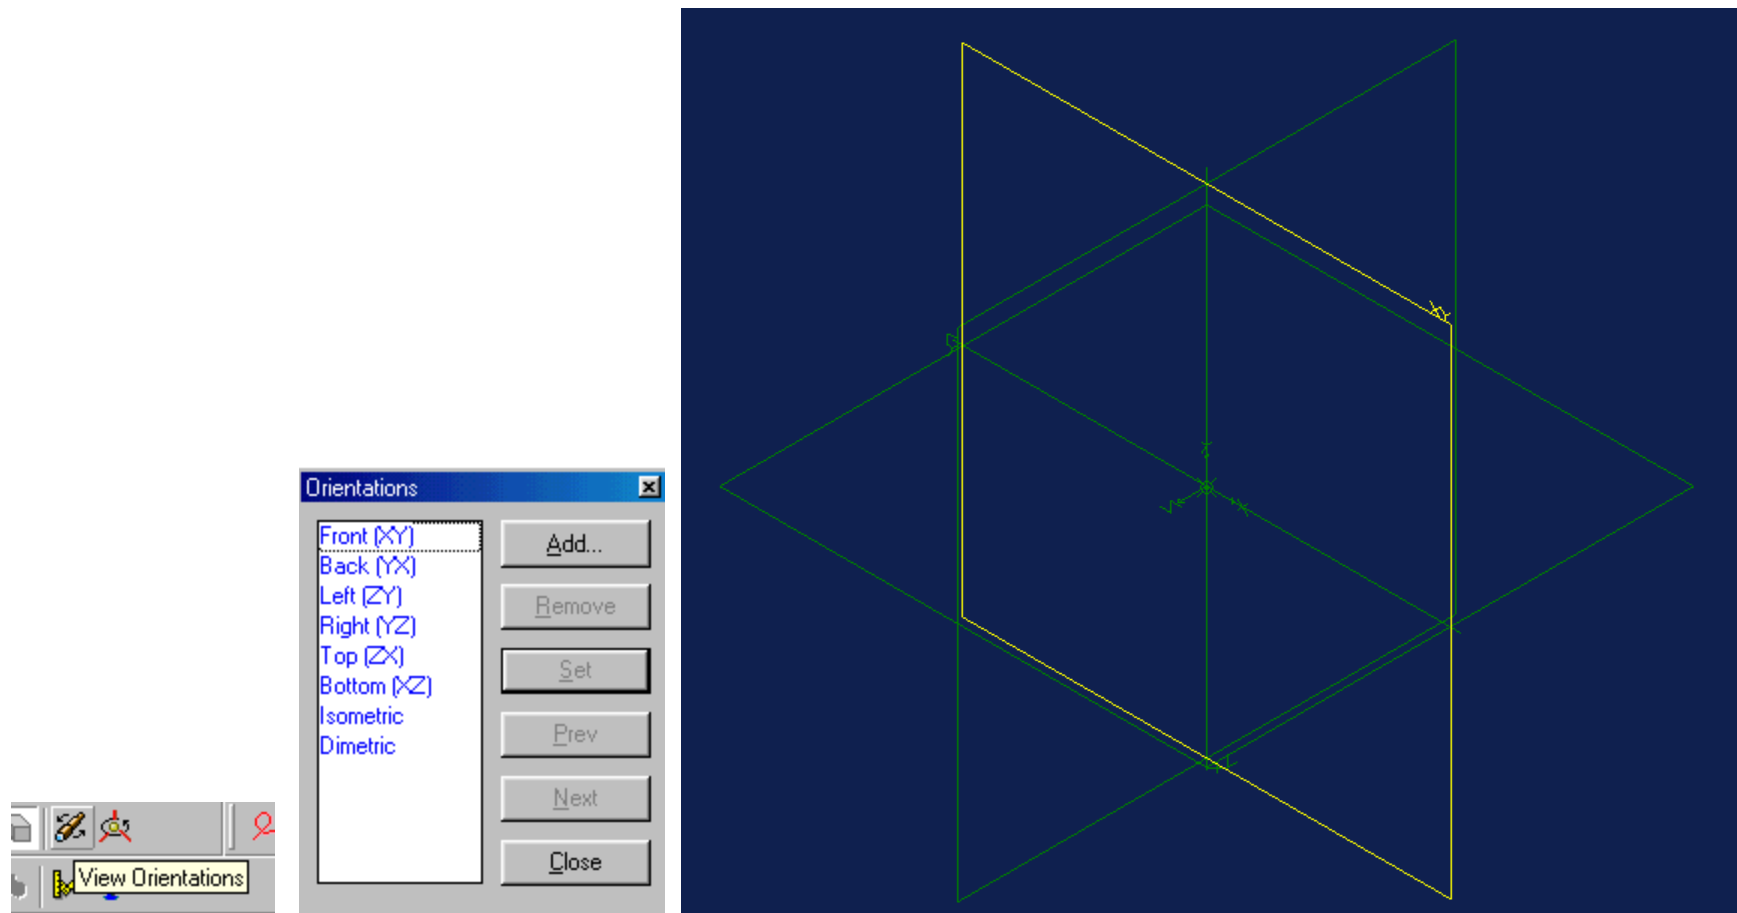 Orientations
Front (XY)
Back (YX)
Left (ZY)
Right (YZ)
Top (ZX)
Bottom (XZ)
Isometric
Dimetric
Add...
Remove
Set
Prev
Next
Close
View Orientations
XY